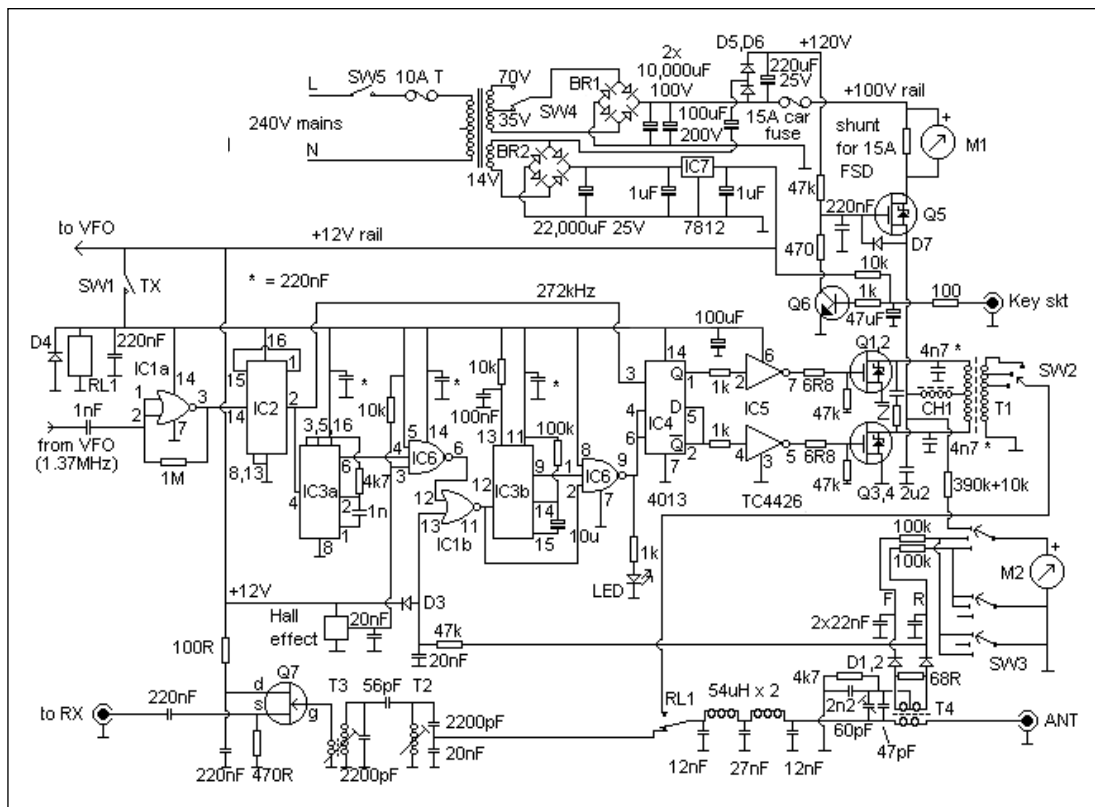 D5,D6
+120V
2x
10,000uF
100V
220uF
25V
L
SW5
10A T
70V
BR1
SW4
35V
100uF
200V
15A car
fuse
+100V rail
240V mains
I
N
shunt
for 15A
FSD
+
M1
BR2
14V
IC7
1uF
1uF
22,000uF 25V
7812
47k
220nF
Q5
to VFO
+12V rail
470
D7
SW1
TX
* = 220nF
10k
272kHz
Q6
1k
100
47uF
Key skt
D4
RL1
220nF
IC1a
14
1
2
3
7
1nF
from VFO
(1.37MHz)
1M
16
15
1
14
2
IC2
8,13
3,5,16
4
6
IC3a
2
1
8
4k7
1n
*
10k
5
14
4
3
6
IC6
*
12
13
11
IC1b
10k
100nF
13
11
12
9
14
15
IC3b
*
100k
10u
8
1
2
9
IC6
7
1k
LED
100uF
14
3
Q
1
D
5
4
6
IC4
Q
2
7
4013
1k
6
2
7
IC5
1k
4
5
3
TC4426
6R8
6R8
47k
47k
Q1,2
Q3,4
4n7 *
CH1
4n7 *
T1
SW2
2u2
390k+10k
+12V
Hall
effect
20nF
D3
47k
20nF
100k
100k
F
R
2x22nF
M2
+
SW3
100R
Q7
d
s
g
to RX
220nF
220nF
470R
T3
56pF
T2
2200pF
2200pF
20nF
RL1
54uH x 2
12nF
27nF
12nF
4k7
D1,2
68R
2n2
60pF
47pF
T4
ANT